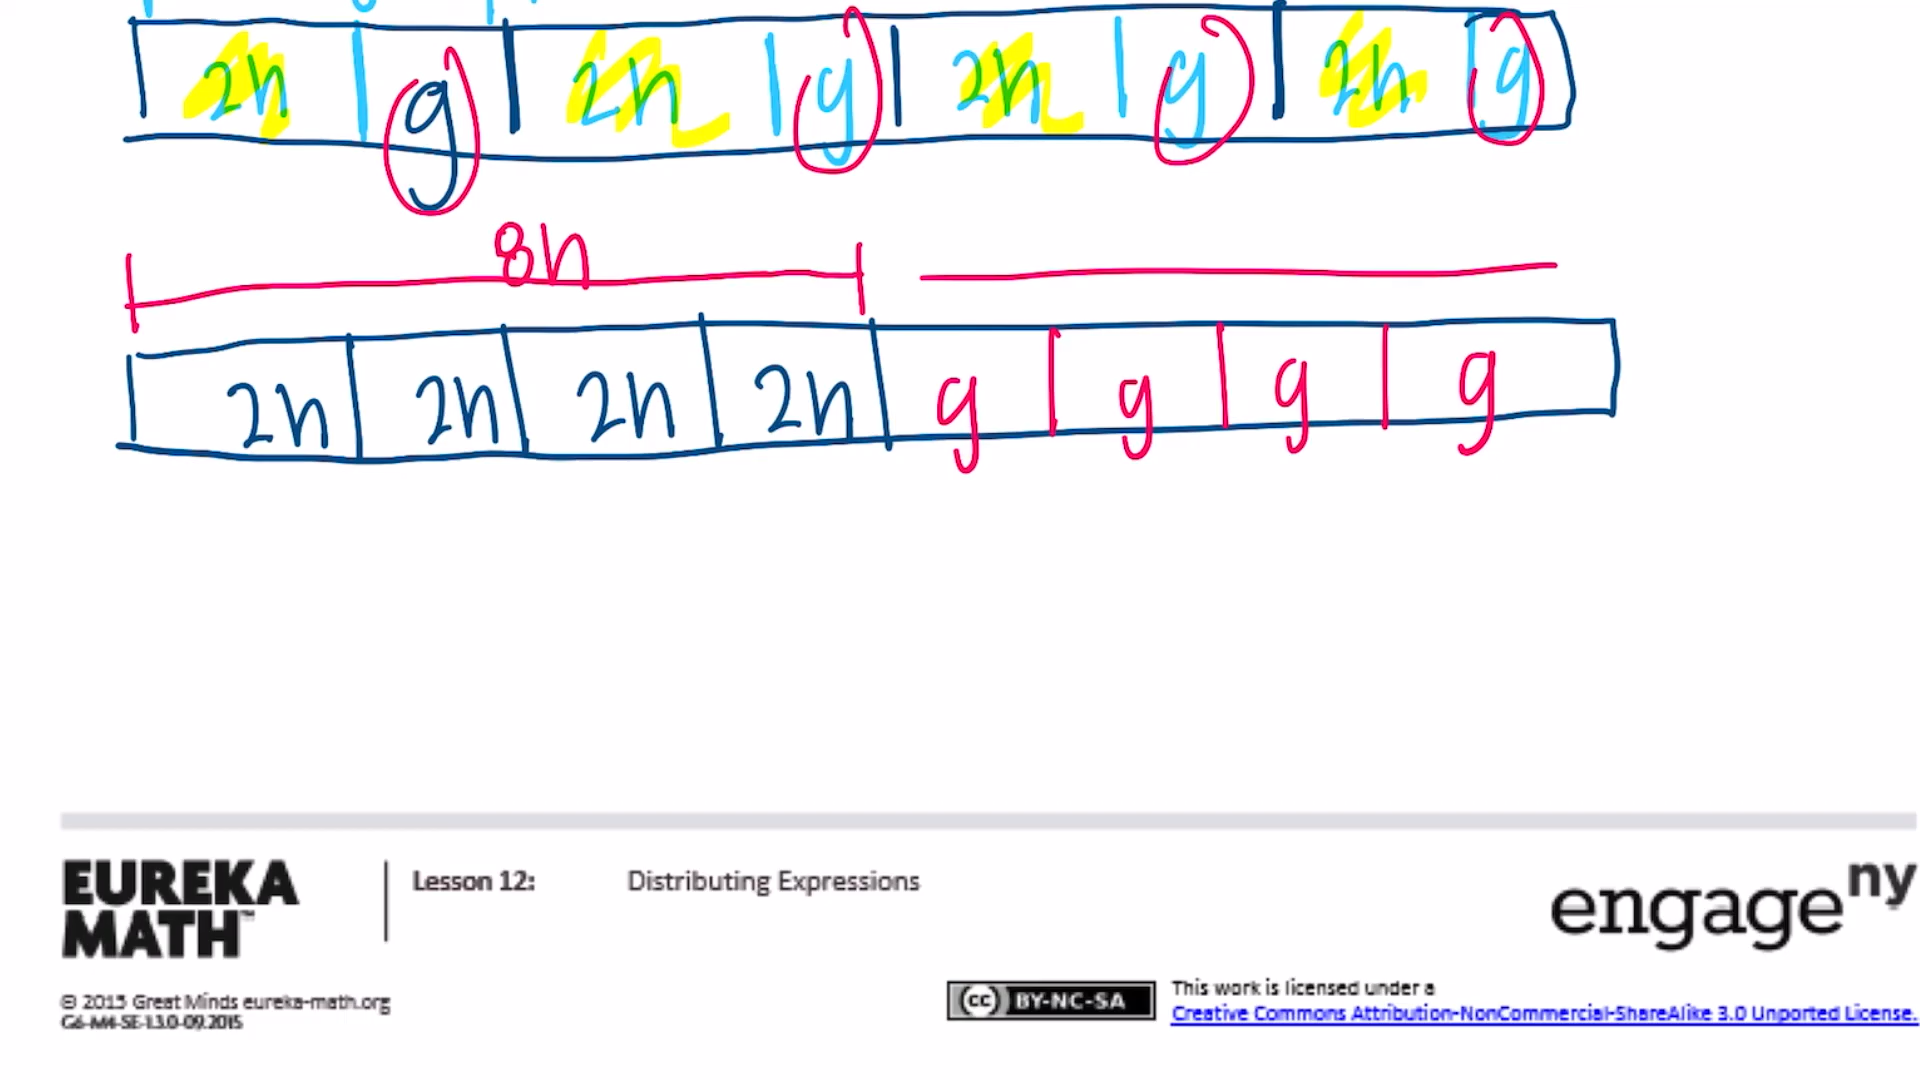 2h | g | 2h | g | 2h | g | 2h | g
8h
2h | 2h | 2h | 2h | g | g | g | g
EUREKA
MATH™
Lesson 12: Distributing Expressions
engage ny
© 2015 Great Minds eureka-math.org
G6-M4-SE-1.3.0-09.2015
(cc) BY-NC-SA
This work is licensed under a
Creative Commons Attribution-NonCommercial-ShareAlike 3.0 Unported License.